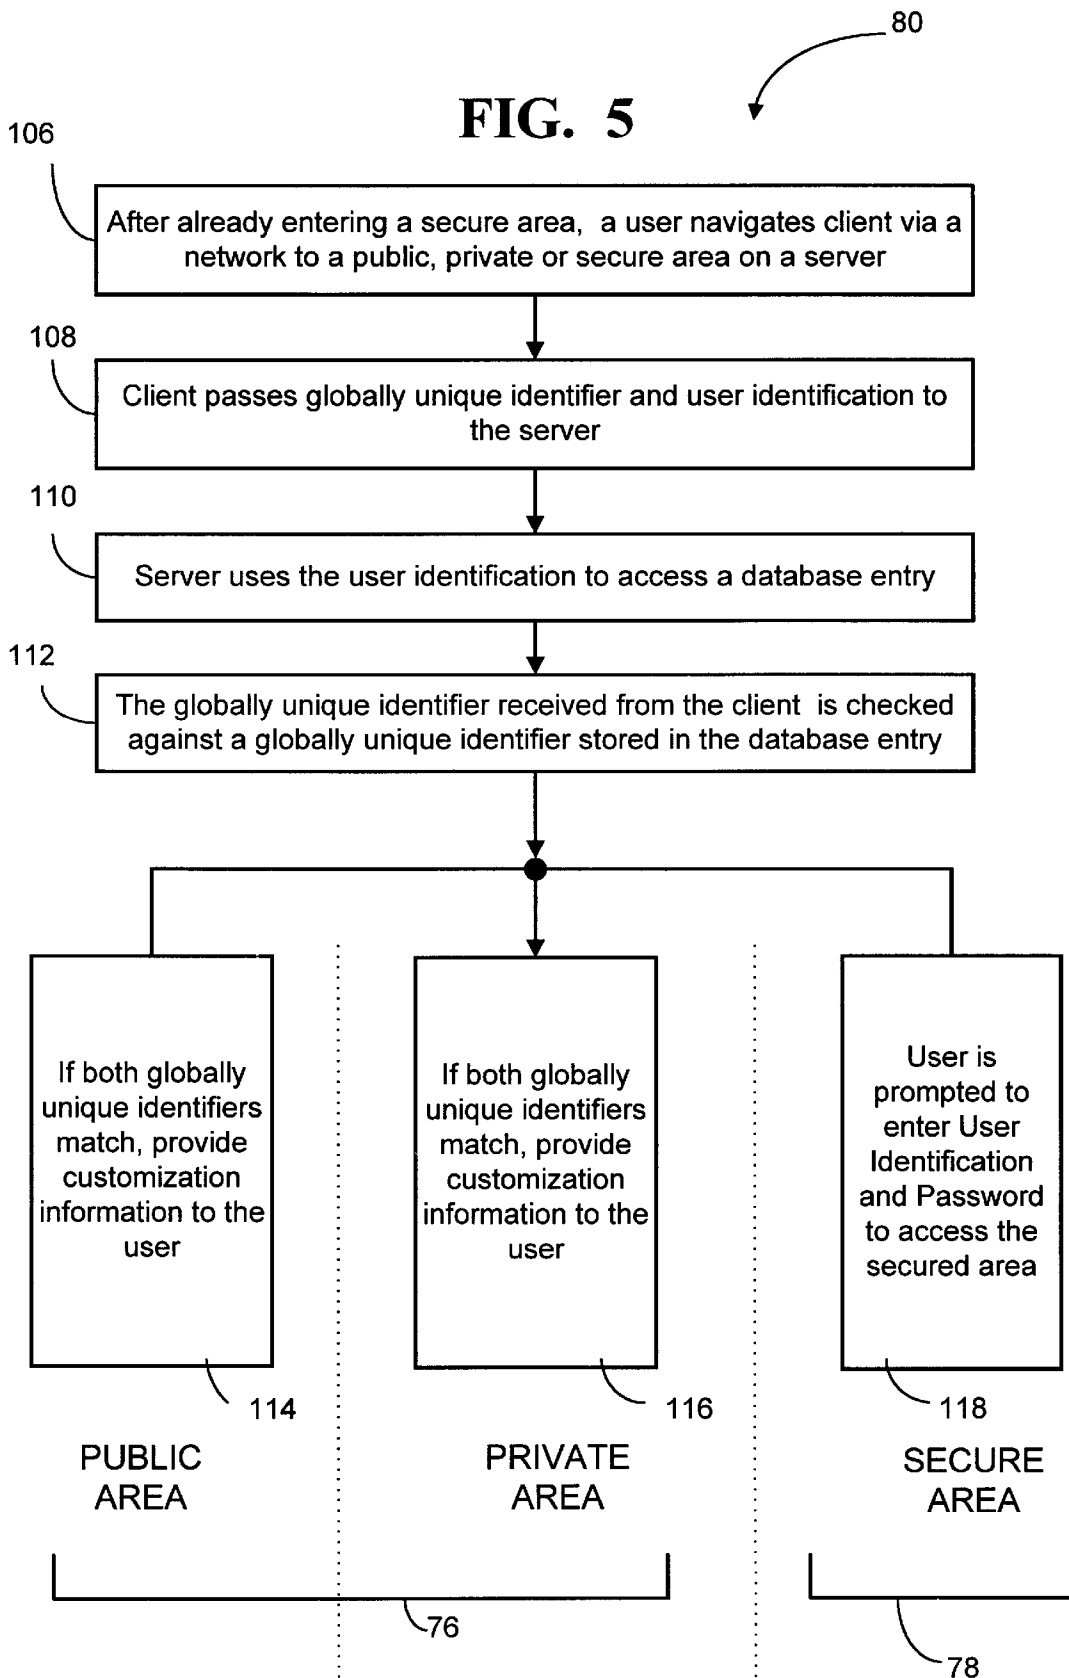 80
FIG. 5
106
After already entering a secure area, a user navigates client via a
network to a public, private or secure area on a server
108
Client passes globally unique identifier and user identification to
the server
110
Server uses the user identification to access a database entry
112
The globally unique identifier received from the client is checked
against a globally unique identifier stored in the database entry
If both globally
unique identifiers
match, provide
customization
information to the
user
114
PUBLIC
AREA
If both globally
unique identifiers
match, provide
customization
information to the
user
116
PRIVATE
AREA
User is
prompted to
enter User
Identification
and Password
to access the
secured area
118
SECURE
AREA
76
78